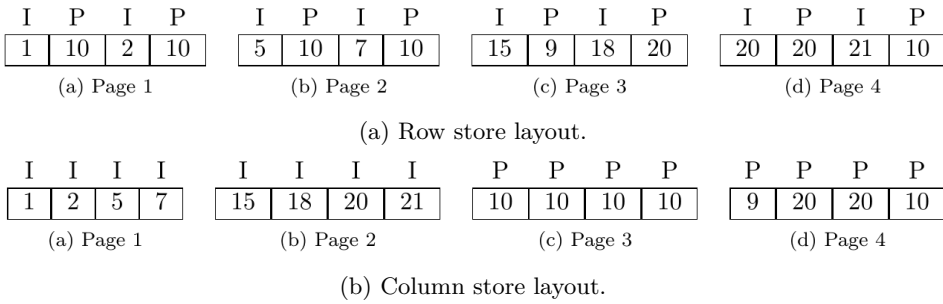 I P I P I P I P I P I P I P I P
1 10 2 10 5 10 7 10 15 9 18 20 20 20 21 10
(a) Page 1 (b) Page 2 (c) Page 3 (d) Page 4
(a) Row store layout.
I I I I I I I I P P P P P P P P
1 2 5 7 15 18 20 21 10 10 10 10 9 20 20 10
(a) Page 1 (b) Page 2 (c) Page 3 (d) Page 4
(b) Column store layout.